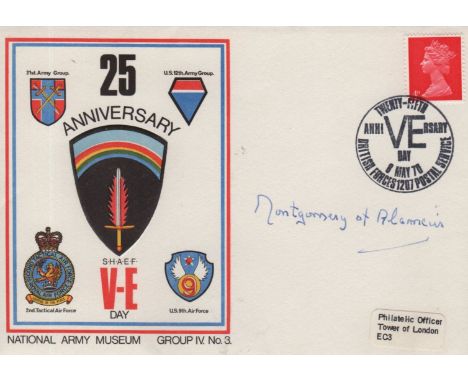 25
ANNIVERSARY
21st.Army Group.
U.S.12th.Army Group.
S·H·A·E·F·
V-E
DAY
2nd.Tactical Air Force
U.S.9th.Air Force
9
NATIONAL ARMY MUSEUM GROUP IV. No.3.
TWENTY-FIFTH
ANNIVERSARY
VE
DAY
8 MAY 70
BRITISH FORCES 1207 POSTAL SERVICE
Montgomery of Alamein
Philatelic Officer
Tower of London
EC3